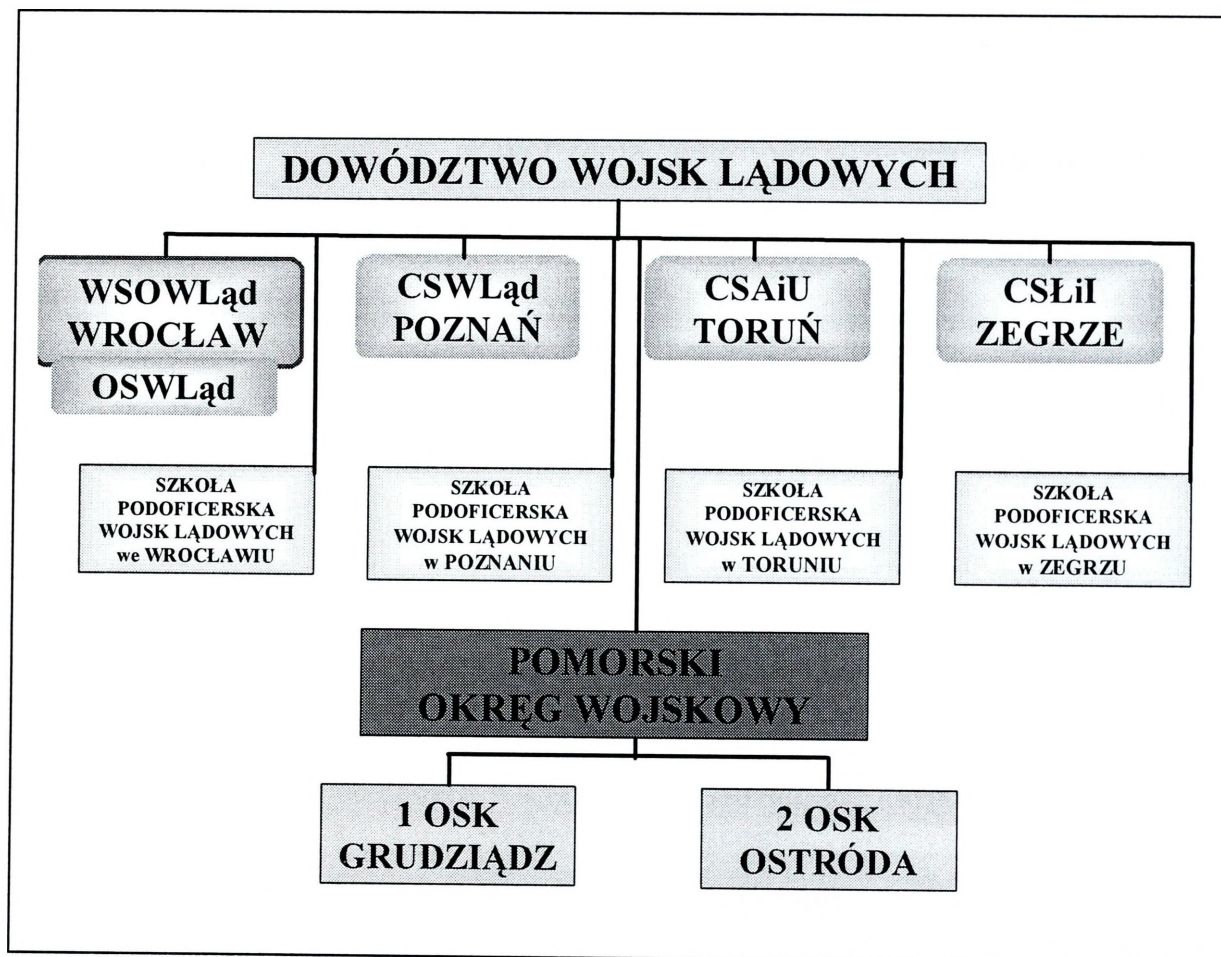 DOWÓDZTWO WOJSK LĄDOWYCH
WSOWLąd
WROCŁAW
OSWLąd
CSWLąd
POZNAŃ
CSAiU
TORUŃ
CSŁiI
ZEGRZE
SZKOŁA
PODOFICERSKA
WOJSK LĄDOWYCH
we WROCŁAWIU
SZKOŁA
PODOFICERSKA
WOJSK LĄDOWYCH
w POZNANIU
SZKOŁA
PODOFICERSKA
WOJSK LĄDOWYCH
w TORUNIU
SZKOŁA
PODOFICERSKA
WOJSK LĄDOWYCH
w ZEGRZU
POMORSKI
OKRĘG WOJSKOWY
1 OSK
GRUDZIĄDZ
2 OSK
OSTRÓDA